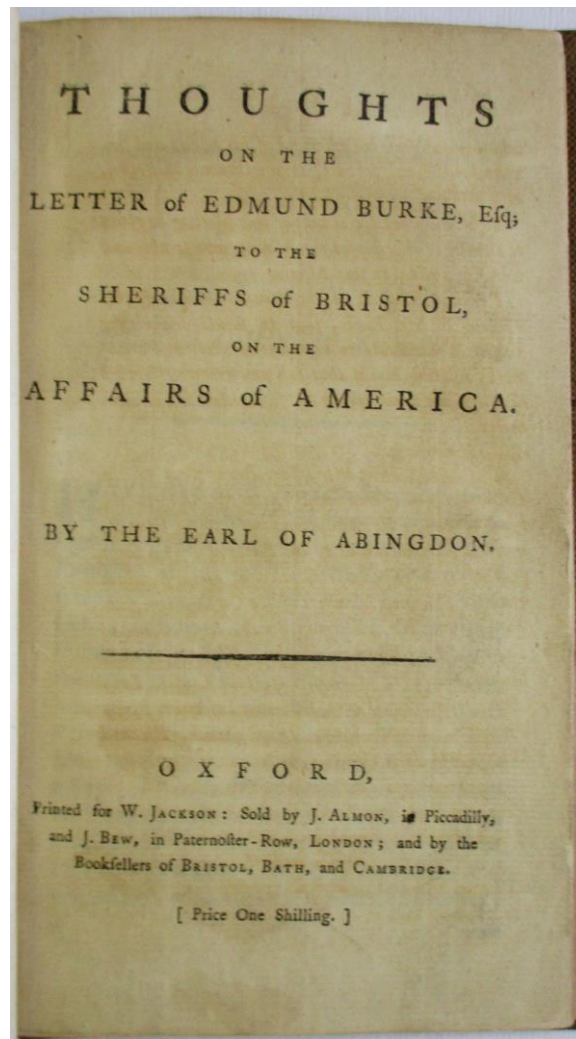 THOUGHTS
ON THE
LETTER of EDMUND BURKE, Eſq;
TO THE
SHERIFFS of BRISTOL,
ON THE
AFFAIRS of AMERICA.
BY THE EARL OF ABINGDON.
OXFORD,
Printed for W. JACKSON: Sold by J. ALMON, in Piccadilly,
and J. BEW, in Paternoſter-Row, LONDON; and by the
Bookſellers of BRISTOL, BATH, and CAMBRIDGE.
[ Price One Shilling. ]